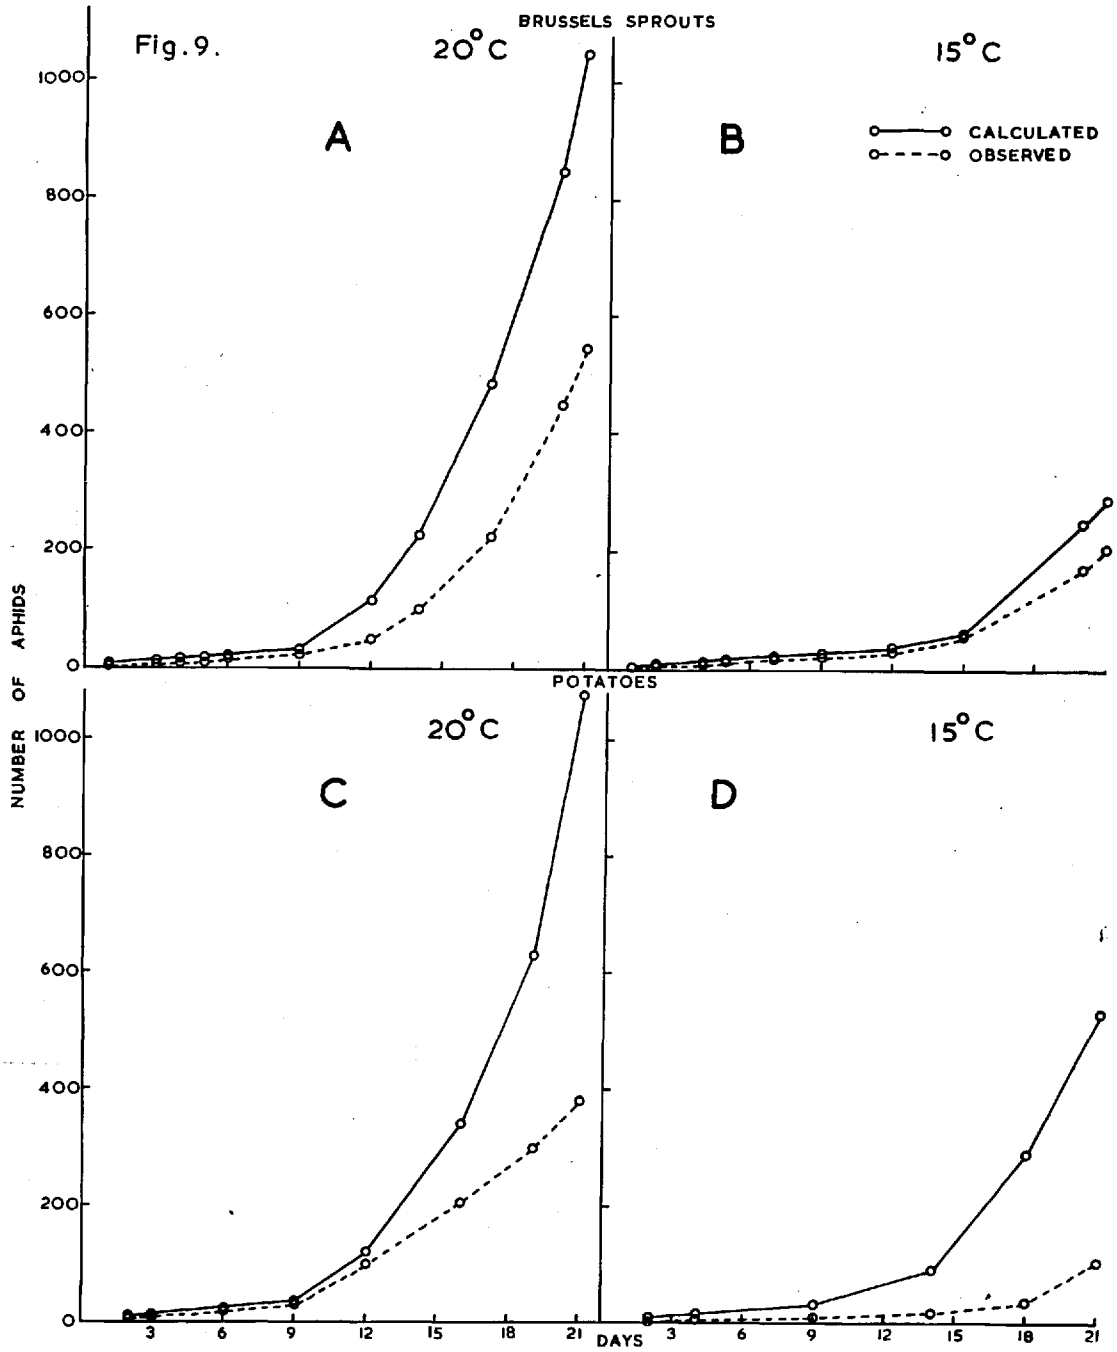 BRUSSELS SPROUTS
Fig.9.
20°C
15°C
A
B
CALCULATED
OBSERVED
1000
800
600
400
200
0
NUMBER OF APHIDS
POTATOES
20°C
15°C
C
D
1000
800
600
400
200
0
3 6 9 12 15 18 21
3 6 9 12 15 18 21
DAYS